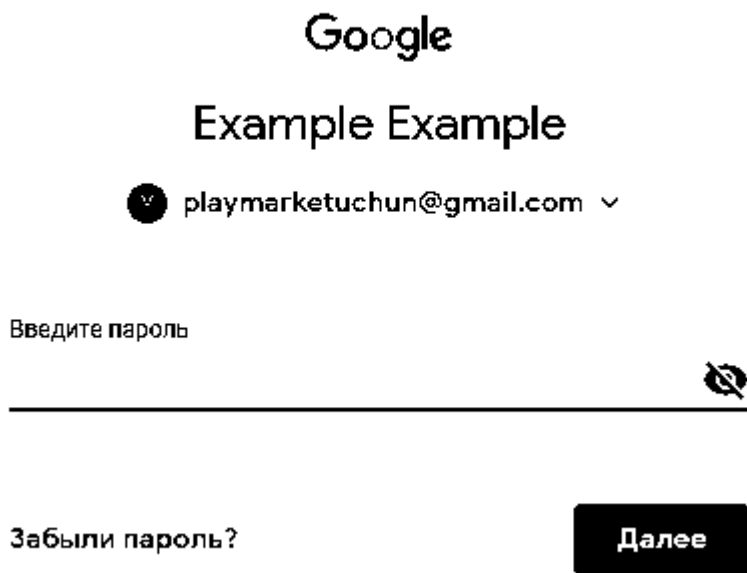 Google
Example Example
playmarketuchun@gmail.com
Введите пароль
Забыли пароль?
Далее